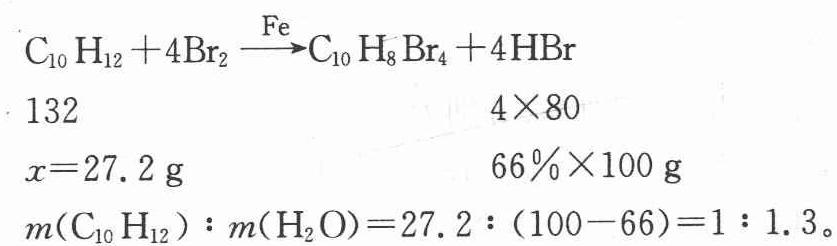 C₁₀H₁₂+4Br₂ —Fe→ C₁₀H₈Br₄+4HBr
132 4×80
x=27.2 g 66%×100 g
m(C₁₀H₁₂)：m(H₂O)=27.2：(100-66)=1：1.3。